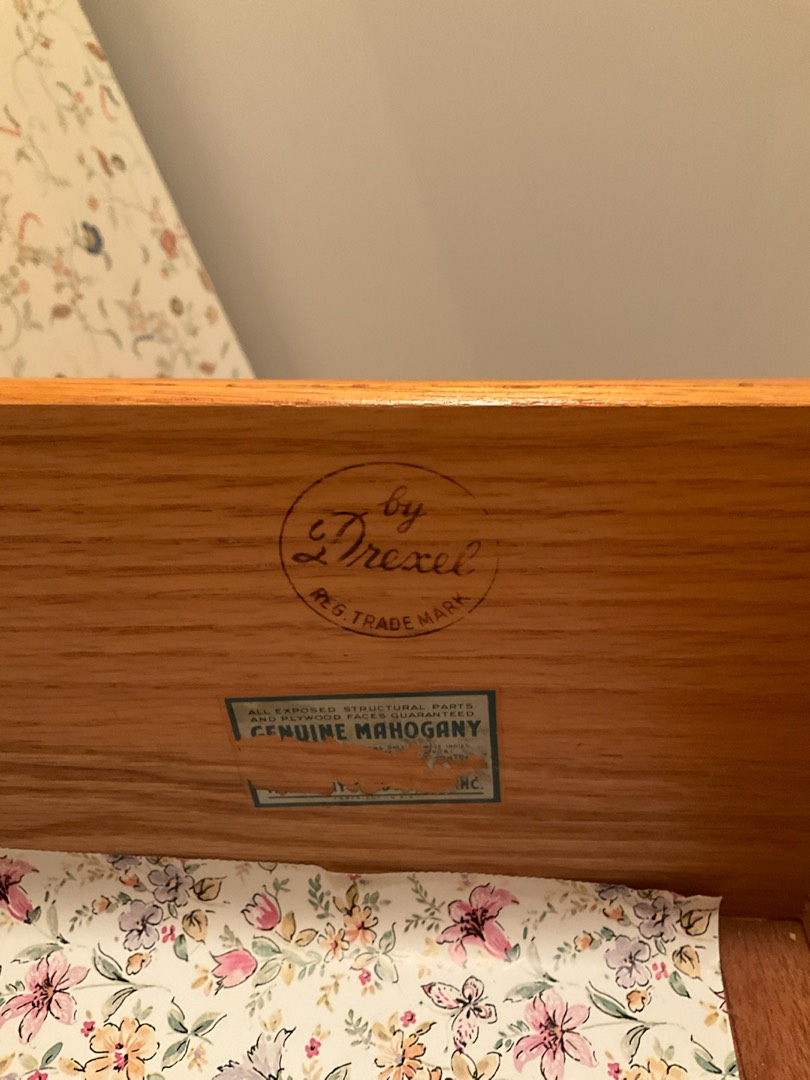 by
Drexel
REG. TRADE MARK
ALL EXPOSED STRUCTURAL PARTS
AND PLYWOOD FACES GUARANTEED
GENUINE MAHOGANY
INC.